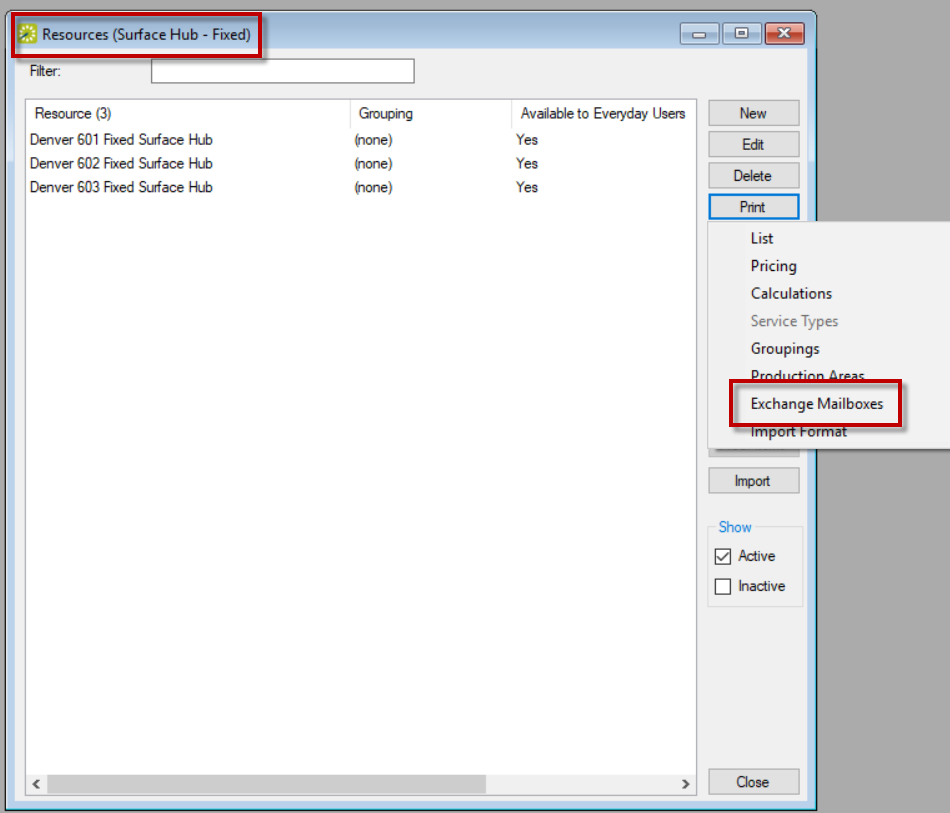 Resources (Surface Hub - Fixed)
Filter:
Resource (3) Grouping Available to Everyday Users
Denver 601 Fixed Surface Hub (none) Yes
Denver 602 Fixed Surface Hub (none) Yes
Denver 603 Fixed Surface Hub (none) Yes
New
Edit
Delete
Print
List
Pricing
Calculations
Service Types
Groupings
Production Areas
Exchange Mailboxes
Import Format
Import
Show
Active
Inactive
Close